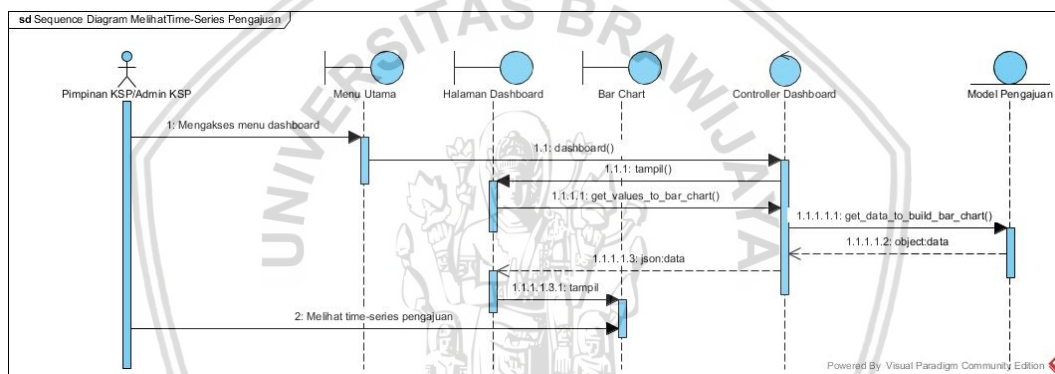 sd Sequence Diagram MelihatTime-Series Pengajuan
UNIVERSITAS BRAWIJAYA
Pimpinan KSP/Admin KSP
Menu Utama
Halaman Dashboard
Bar Chart
Controller Dashboard
Model Pengajuan
1: Mengakses menu dashboard
1.1: dashboard()
1.1.1: tampil()
1.1.1.1: get_values_to_bar_chart()
1.1.1.1.1: get_data_to_build_bar_chart()
1.1.1.1.2: object:data
1.1.1.1.3: json:data
1.1.1.1.3.1: tampil
2: Melihat time-series pengajuan
Powered By Visual Paradigm Community Edition